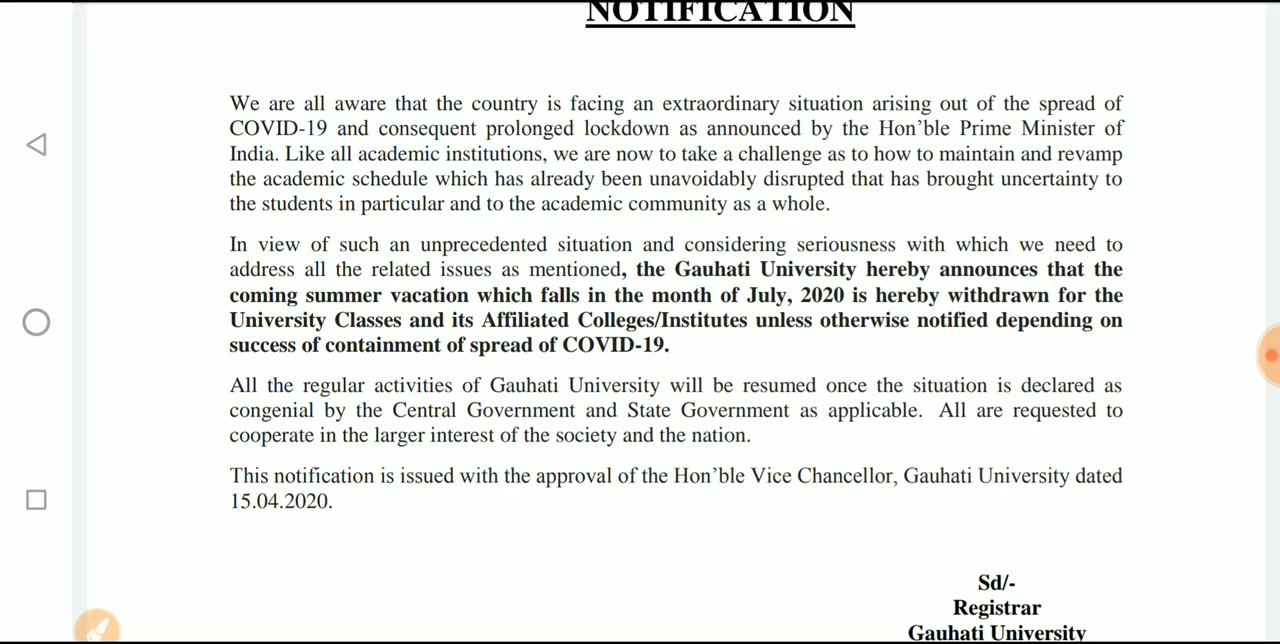 NOTIFICATION
We are all aware that the country is facing an extraordinary situation arising out of the spread of
COVID-19 and consequent prolonged lockdown as announced by the Hon’ble Prime Minister of
India. Like all academic institutions, we are now to take a challenge as to how to maintain and revamp
the academic schedule which has already been unavoidably disrupted that has brought uncertainty to
the students in particular and to the academic community as a whole.
In view of such an unprecedented situation and considering seriousness with which we need to
address all the related issues as mentioned, the Gauhati University hereby announces that the
coming summer vacation which falls in the month of July, 2020 is hereby withdrawn for the
University Classes and its Affiliated Colleges/Institutes unless otherwise notified depending on
success of containment of spread of COVID-19.
All the regular activities of Gauhati University will be resumed once the situation is declared as
congenial by the Central Government and State Government as applicable. All are requested to
cooperate in the larger interest of the society and the nation.
This notification is issued with the approval of the Hon’ble Vice Chancellor, Gauhati University dated
15.04.2020.
Sd/-
Registrar
Gauhati University